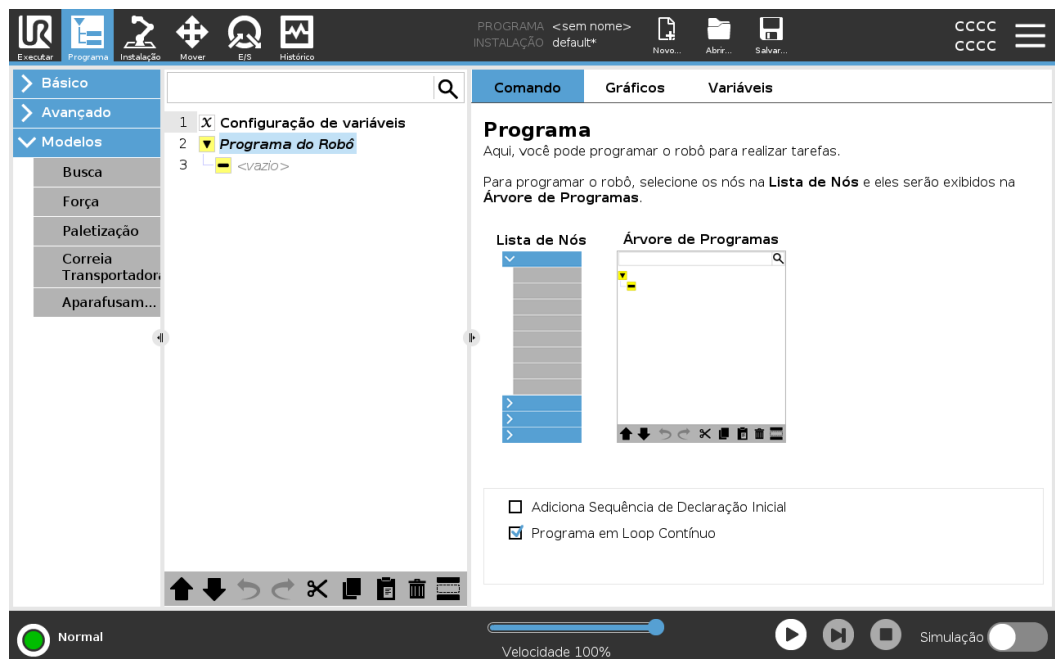 PROGRAMA <sem nome>
INSTALAÇÃO default*
Executar
Programa
Instalação
Mover
E/S
Histórico
Novo...
Abrir...
Salvar...
CCCC
CCCC
Básico
Avançado
Modelos
Busca
Força
Paletização
Correia
Transportadora
Aparafusam...
1 X Configuração de variáveis
2 Programa do Robô
3 <vazio>
Comando
Gráficos
Variáveis
Programa
Aqui, você pode programar o robô para realizar tarefas.
Para programar o robô, selecione os nós na Lista de Nós e eles serão exibidos na
Árvore de Programas.
Lista de Nós
Árvore de Programas
Adiciona Sequência de Declaração Inicial
Programa em Loop Contínuo
Normal
Velocidade 100%
Simulação